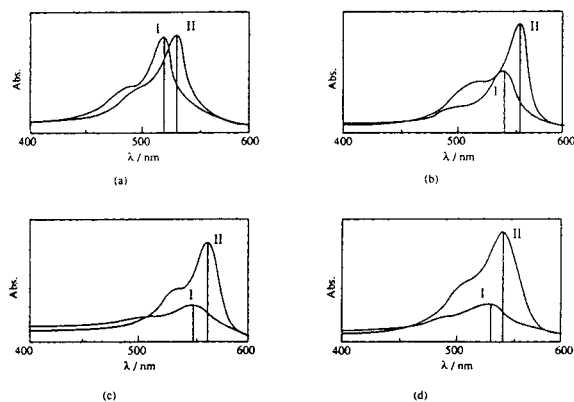 I II
I II
Abs.
Abs.
400 500 600
400 500 600
λ / nm
λ / nm
(a)
(b)
II
II
I
I
Abs.
Abs.
400 500 600
400 500 600
λ / nm
λ / nm
(c)
(d)